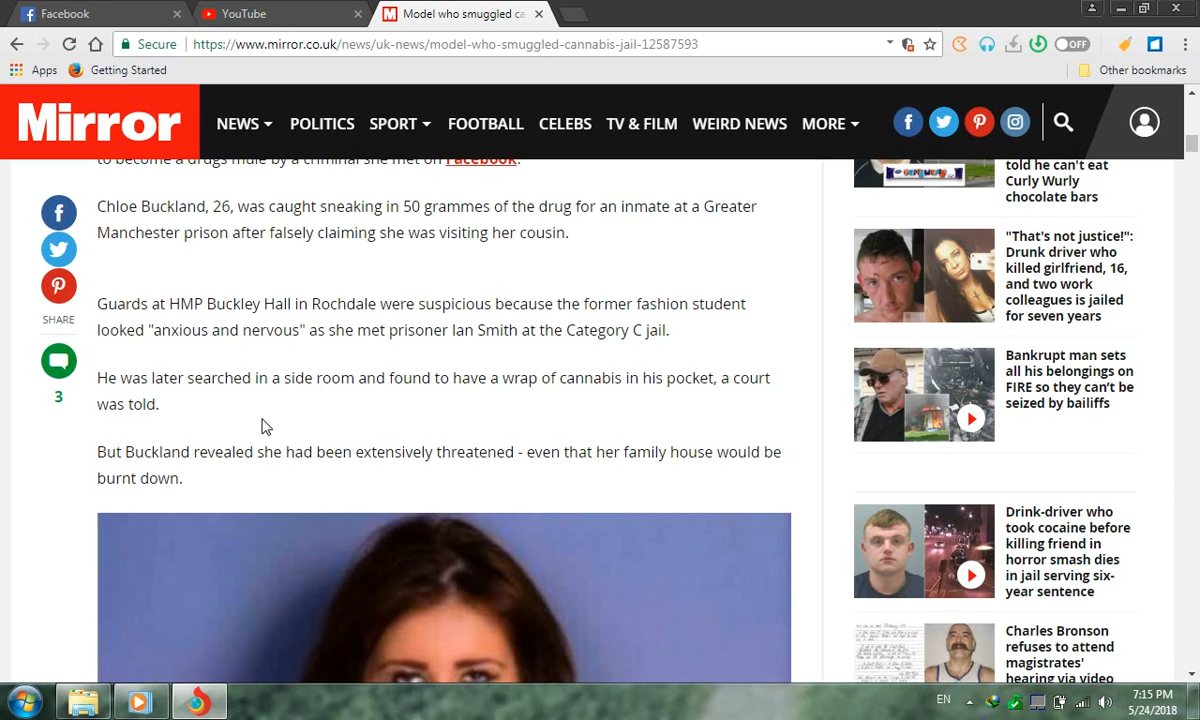 Facebook
YouTube
Model who smuggled ca
Secure
https://www.mirror.co.uk/news/uk-news/model-who-smuggled-cannabis-jail-12587593
OFF
Apps
Getting Started
Other bookmarks
Mirror
NEWS
POLITICS
SPORT
FOOTBALL
CELEBS
TV & FILM
WEIRD NEWS
MORE
to become a drugs mule by a criminal she met on Facebook.
Chloe Buckland, 26, was caught sneaking in 50 grammes of the drug for an inmate at a Greater
Manchester prison after falsely claiming she was visiting her cousin.
Guards at HMP Buckley Hall in Rochdale were suspicious because the former fashion student
looked "anxious and nervous" as she met prisoner Ian Smith at the Category C jail.
He was later searched in a side room and found to have a wrap of cannabis in his pocket, a court
was told.
But Buckland revealed she had been extensively threatened - even that her family house would be
burnt down.
SHARE
3
told he can't eat
Curly Wurly
chocolate bars
"That's not justice!":
Drunk driver who
killed girlfriend, 16,
and two work
colleagues is jailed
for seven years
Bankrupt man sets
all his belongings on
FIRE so they can't be
seized by bailiffs
Drink-driver who
took cocaine before
killing friend in
horror smash dies
in jail serving six-
year sentence
Charles Bronson
refuses to attend
magistrates'
hearing via video
EN
7:15 PM
5/24/2018